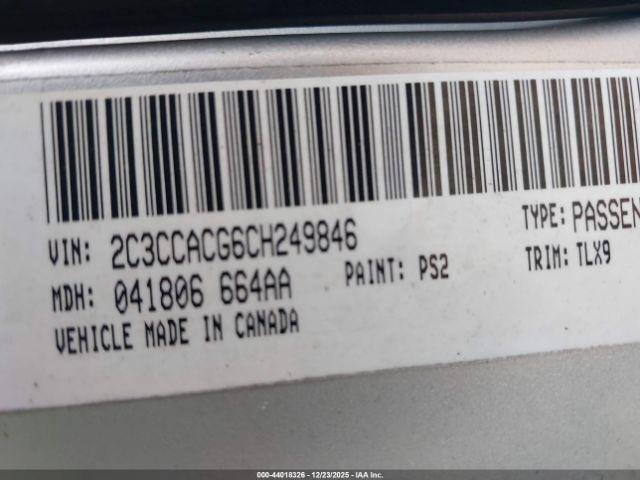 VIN: 2C3CCACG6CH249846 TYPE: PASSEN
MDH: 041806 664AA PAINT: PS2 TRIM: TLX9
VEHICLE MADE IN CANADA
000-44018326 - 12/23/2025 - IAA Inc.